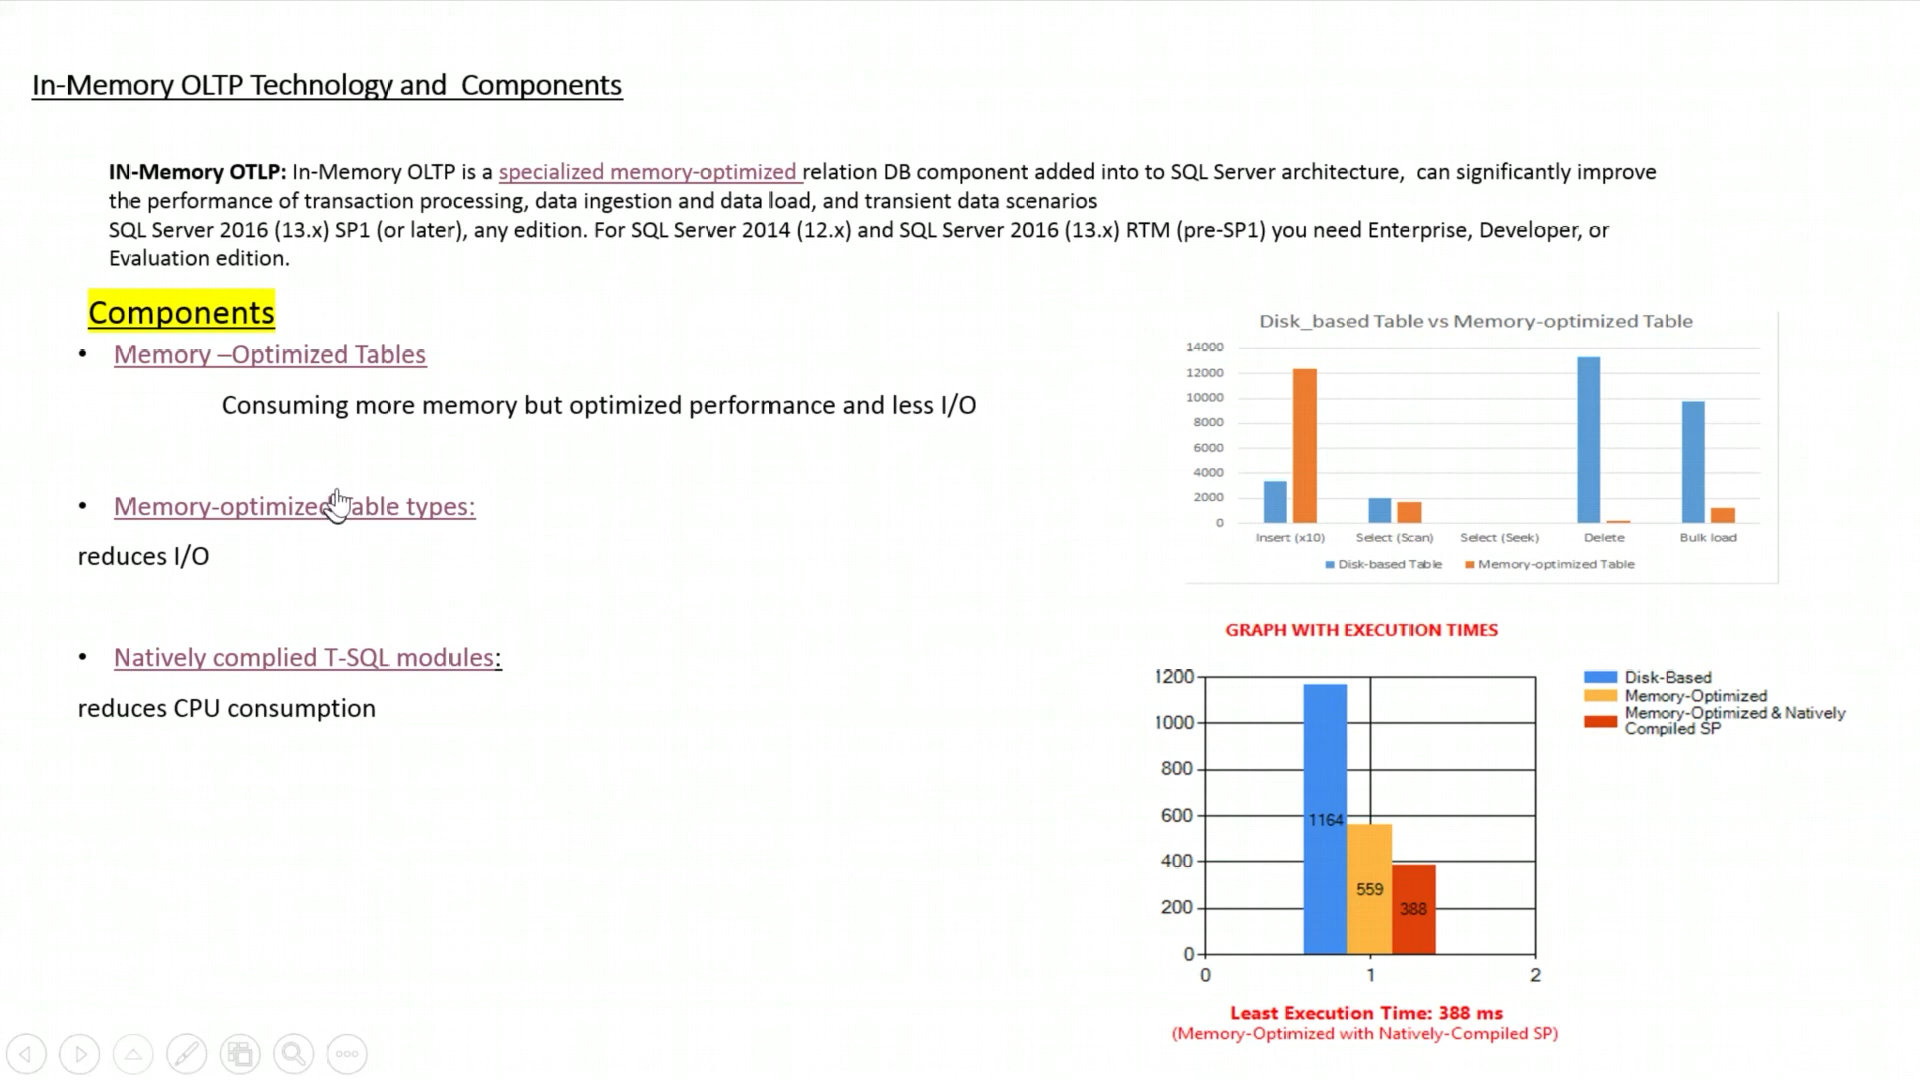 In-Memory OLTP Technology and  Components
IN-Memory OTLP: In-Memory OLTP is a specialized memory-optimized relation DB component added into to SQL Server architecture,  can significantly improve
the performance of transaction processing, data ingestion and data load, and transient data scenarios
SQL Server 2016 (13.x) SP1 (or later), any edition. For SQL Server 2014 (12.x) and SQL Server 2016 (13.x) RTM (pre-SP1) you need Enterprise, Developer, or
Evaluation edition.
Components
• Memory –Optimized Tables
Consuming more memory but optimized performance and less I/O
• Memory-optimized table types:
reduces I/O
• Natively complied T-SQL modules:
reduces CPU consumption
Disk_based Table vs Memory-optimized Table
14000
12000
10000
8000
6000
4000
2000
0
Insert (x10) Select (Scan) Select (Seek) Delete Bulk load
Disk-based Table Memory-optimized Table
GRAPH WITH EXECUTION TIMES
1200
1000
800
600
400
200
0
0 1 2
1164
559
388
Disk-Based
Memory-Optimized
Memory-Optimized & Natively
Compiled SP
Least Execution Time: 388 ms
(Memory-Optimized with Natively-Compiled SP)